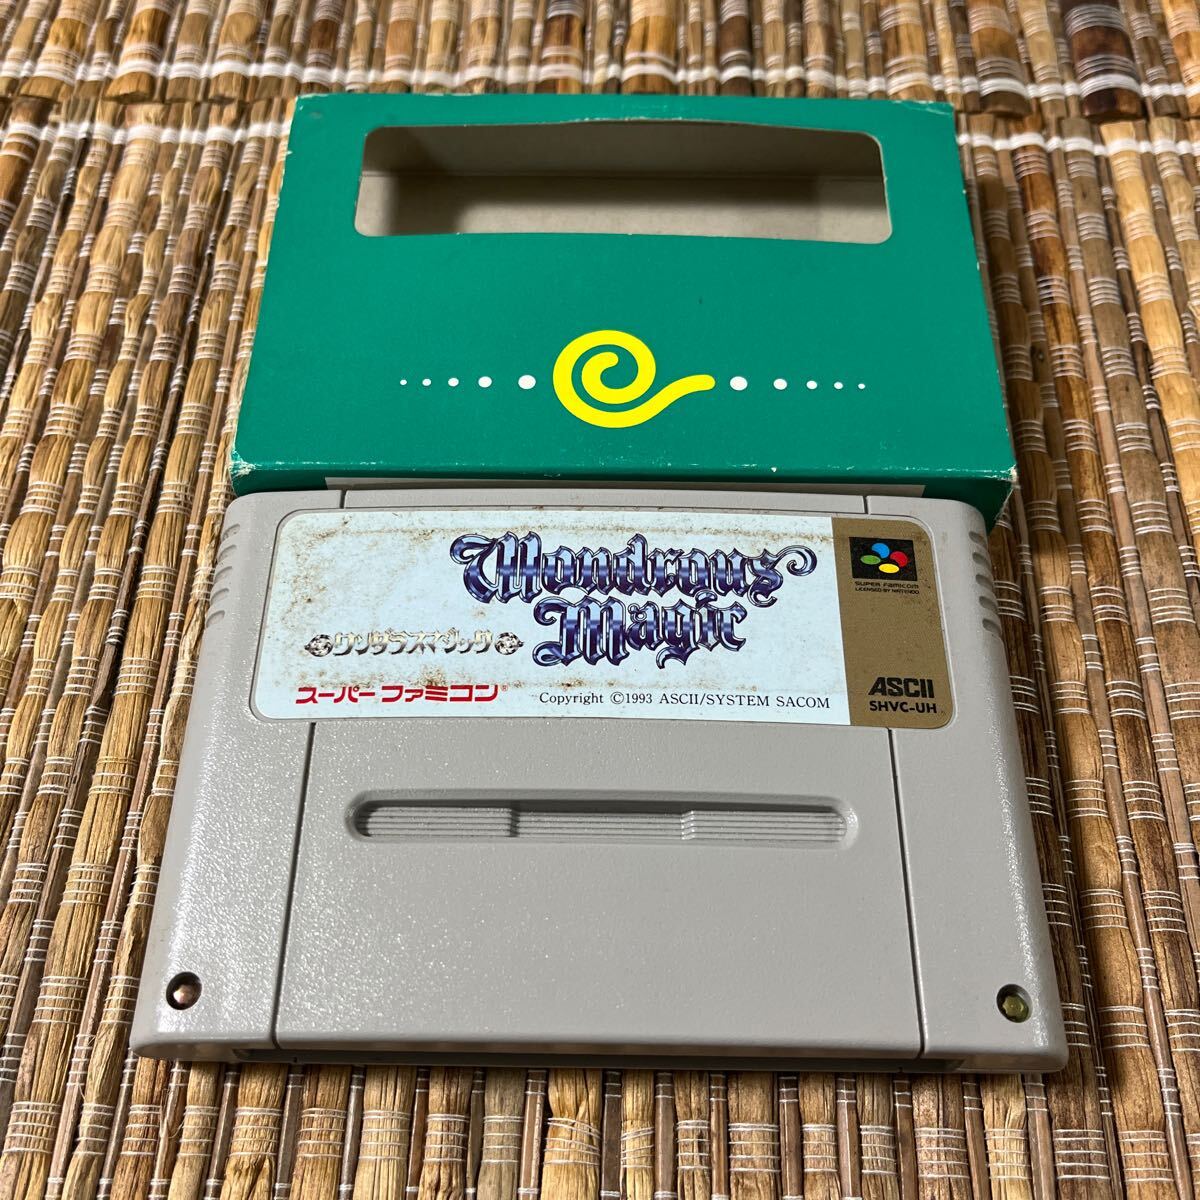 Wondrous
Magic
ワンダラスマジック
スーパーファミコン®
Copyright ©1993 ASCII/SYSTEM SACOM
SUPER FAMICOM
LICENSED BY NINTENDO
ASCII
SHVC-UH